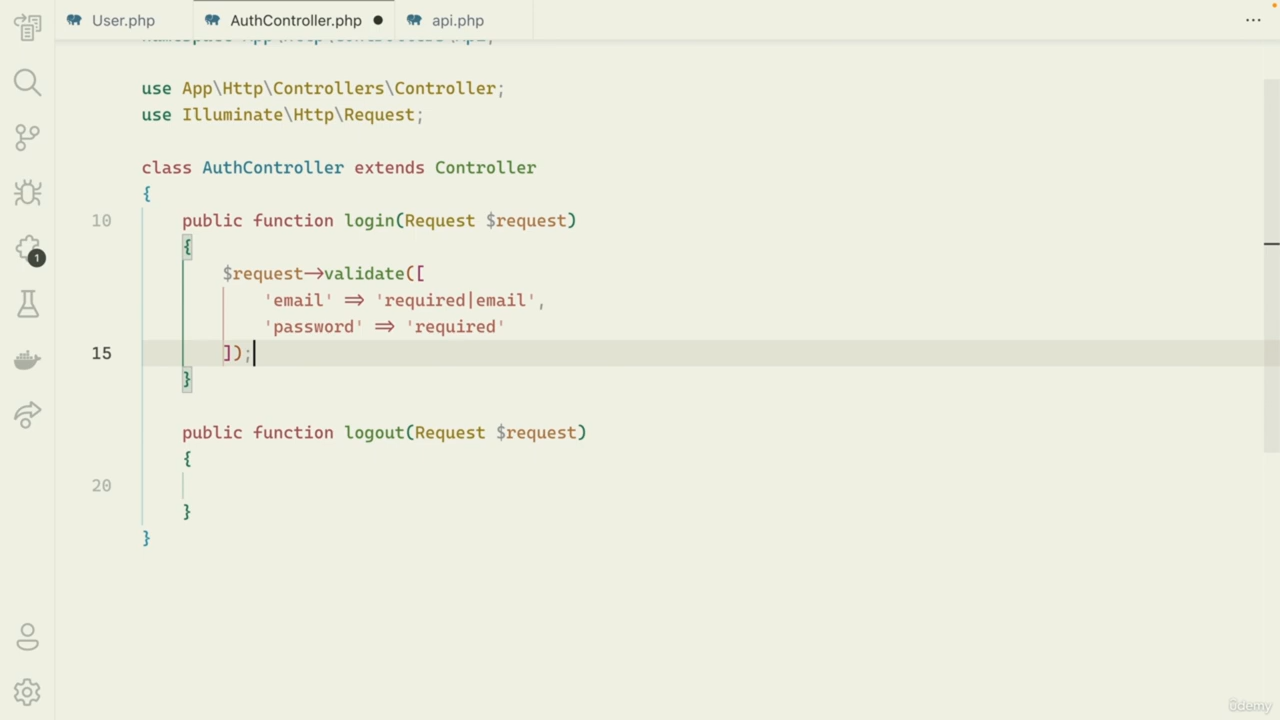 User.php
AuthController.php
api.php
...
use App\Http\Controllers\Controller;
use Illuminate\Http\Request;
class AuthController extends Controller
{
10 public function login(Request $request)
{
$request->validate([
'email' => 'required|email',
'password' => 'required'
15 ]);
}
public function logout(Request $request)
{
20
}
}
1
ûdemy